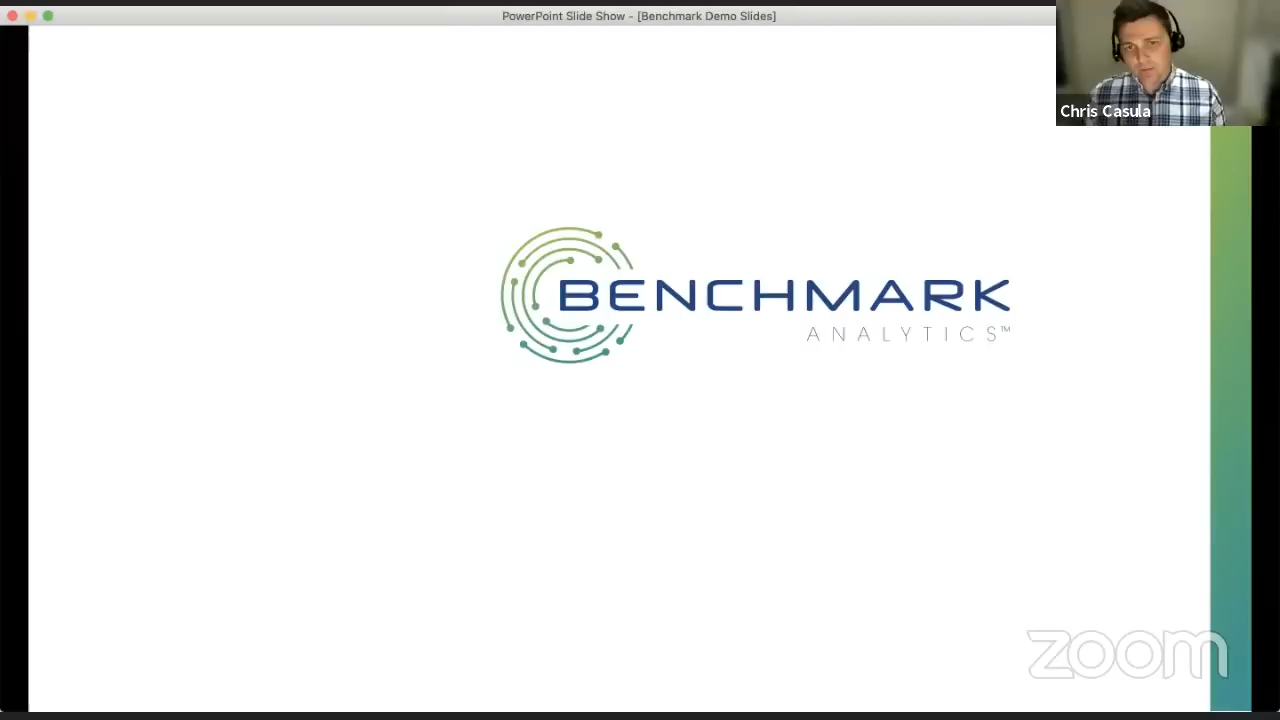 PowerPoint Slide Show - [Benchmark Demo Slides]
Chris Casula
BENCHMARK
ANALYTICS™
zoom